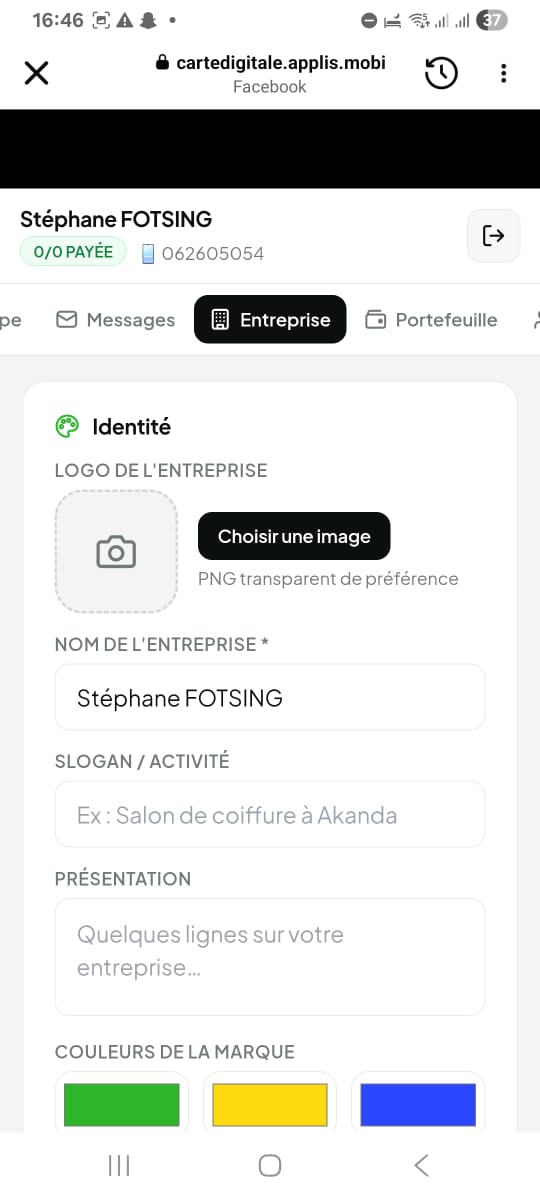 16:46
37
cartedigitale.applis.mobi
Facebook
Stéphane FOTSING
0/0 PAYÉE
062605054
pe
Messages
Entreprise
Portefeuille
Identité
LOGO DE L'ENTREPRISE
Choisir une image
PNG transparent de préférence
NOM DE L'ENTREPRISE *
Stéphane FOTSING
SLOGAN / ACTIVITÉ
Ex : Salon de coiffure à Akanda
PRÉSENTATION
Quelques lignes sur votre
entreprise...
COULEURS DE LA MARQUE